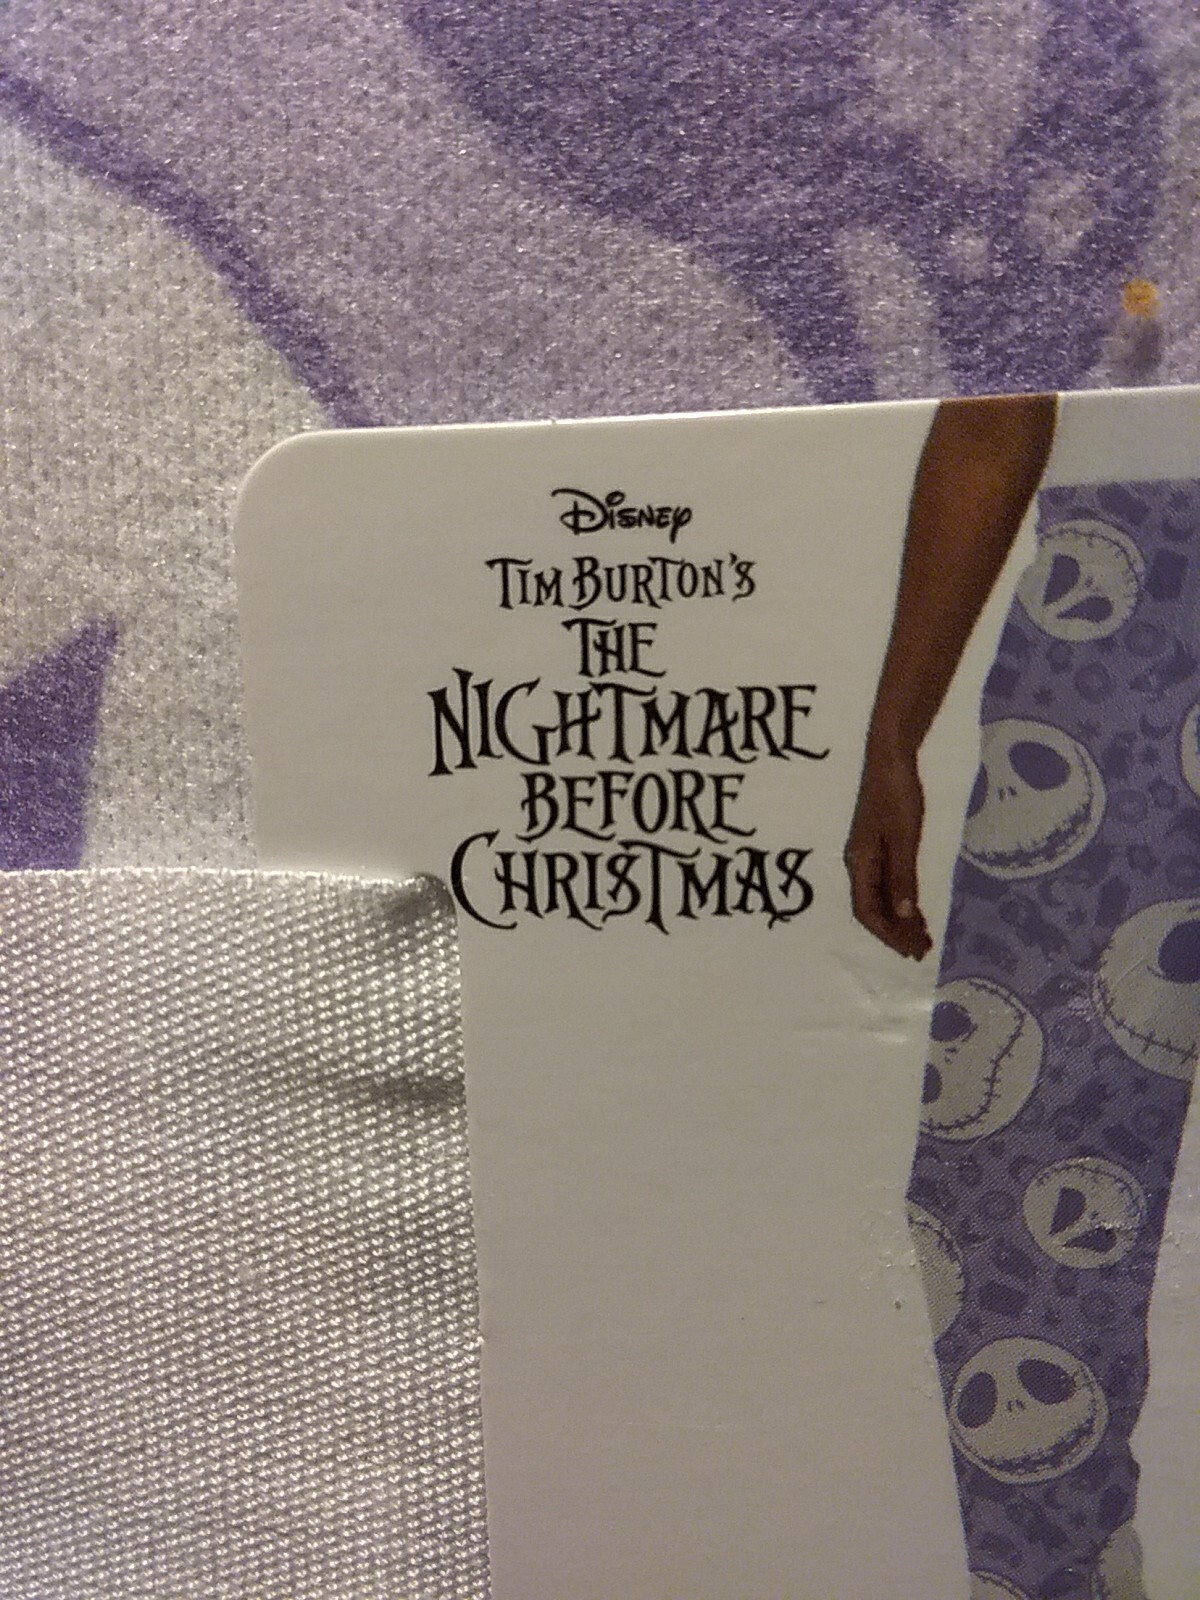 Disney
TIM BURTON'S
THE
NIGHTMARE
BEFORE
CHRISTMAS